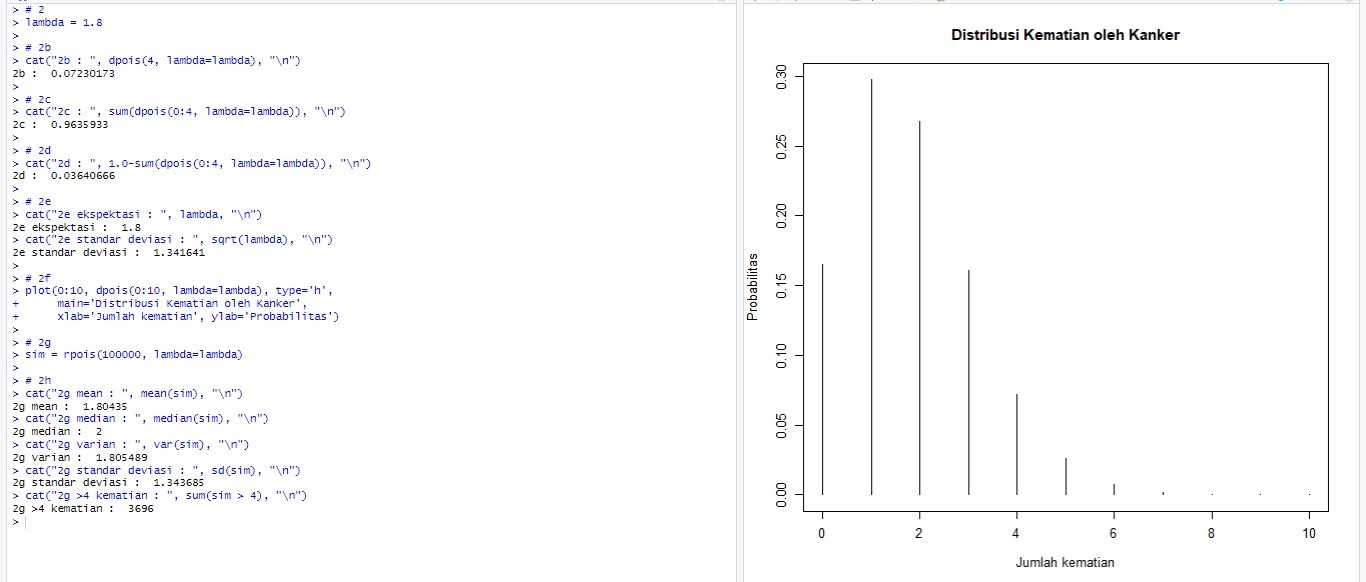 > # 2
> lambda = 1.8
>
> # 2b
> cat("2b : ", dpois(4, lambda=lambda), "\n")
2b :  0.07230173
>
> # 2c
> cat("2c : ", sum(dpois(0:4, lambda=lambda)), "\n")
2c :  0.9635933
>
> # 2d
> cat("2d : ", 1.0-sum(dpois(0:4, lambda=lambda)), "\n")
2d :  0.03640666
>
> # 2e
> cat("2e ekspektasi : ", lambda, "\n")
2e ekspektasi :  1.8
> cat("2e standar deviasi : ", sqrt(lambda), "\n")
2e standar deviasi :  1.341641
>
> # 2f
> plot(0:10, dpois(0:10, lambda=lambda), type='h',
+      main='Distribusi Kematian oleh Kanker',
+      xlab='Jumlah kematian', ylab='Probabilitas')
>
> # 2g
> sim = rpois(100000, lambda=lambda)
>
> # 2h
> cat("2g mean : ", mean(sim), "\n")
2g mean :  1.80435
> cat("2g median : ", median(sim), "\n")
2g median :  2
> cat("2g varian : ", var(sim), "\n")
2g varian :  1.805489
> cat("2g standar deviasi : ", sd(sim), "\n")
2g standar deviasi :  1.343685
> cat("2g >4 kematian : ", sum(sim > 4), "\n")
2g >4 kematian :  3696
>
Distribusi Kematian oleh Kanker
Probabilitas
0.30
0.25
0.20
0.15
0.10
0.05
0.00
0 2 4 6 8 10
Jumlah kematian